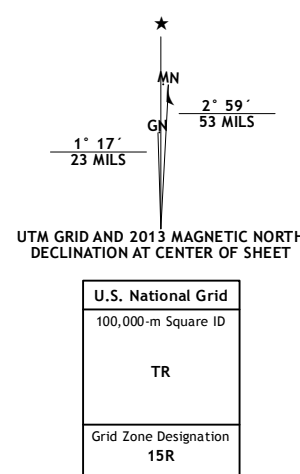 ★
MN
GN
2° 59´
53 MILS
1° 17´
23 MILS
UTM GRID AND 2013 MAGNETIC NORTH
DECLINATION AT CENTER OF SHEET
U.S. National Grid
100,000-m Square ID
TR
Grid Zone Designation
15R